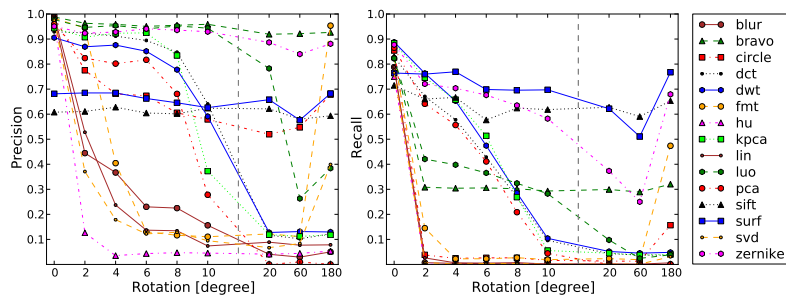 1.0
0.9
0.8
0.7
0.6
0.5
0.4
0.3
0.2
0.1
Precision
0 2 4 6 8 10 20 60 180
Rotation [degree]
1.0
0.9
0.8
0.7
0.6
0.5
0.4
0.3
0.2
0.1
Recall
0 2 4 6 8 10 20 60 180
Rotation [degree]
blur
bravo
circle
dct
dwt
fmt
hu
kpca
lin
luo
pca
sift
surf
svd
zernike